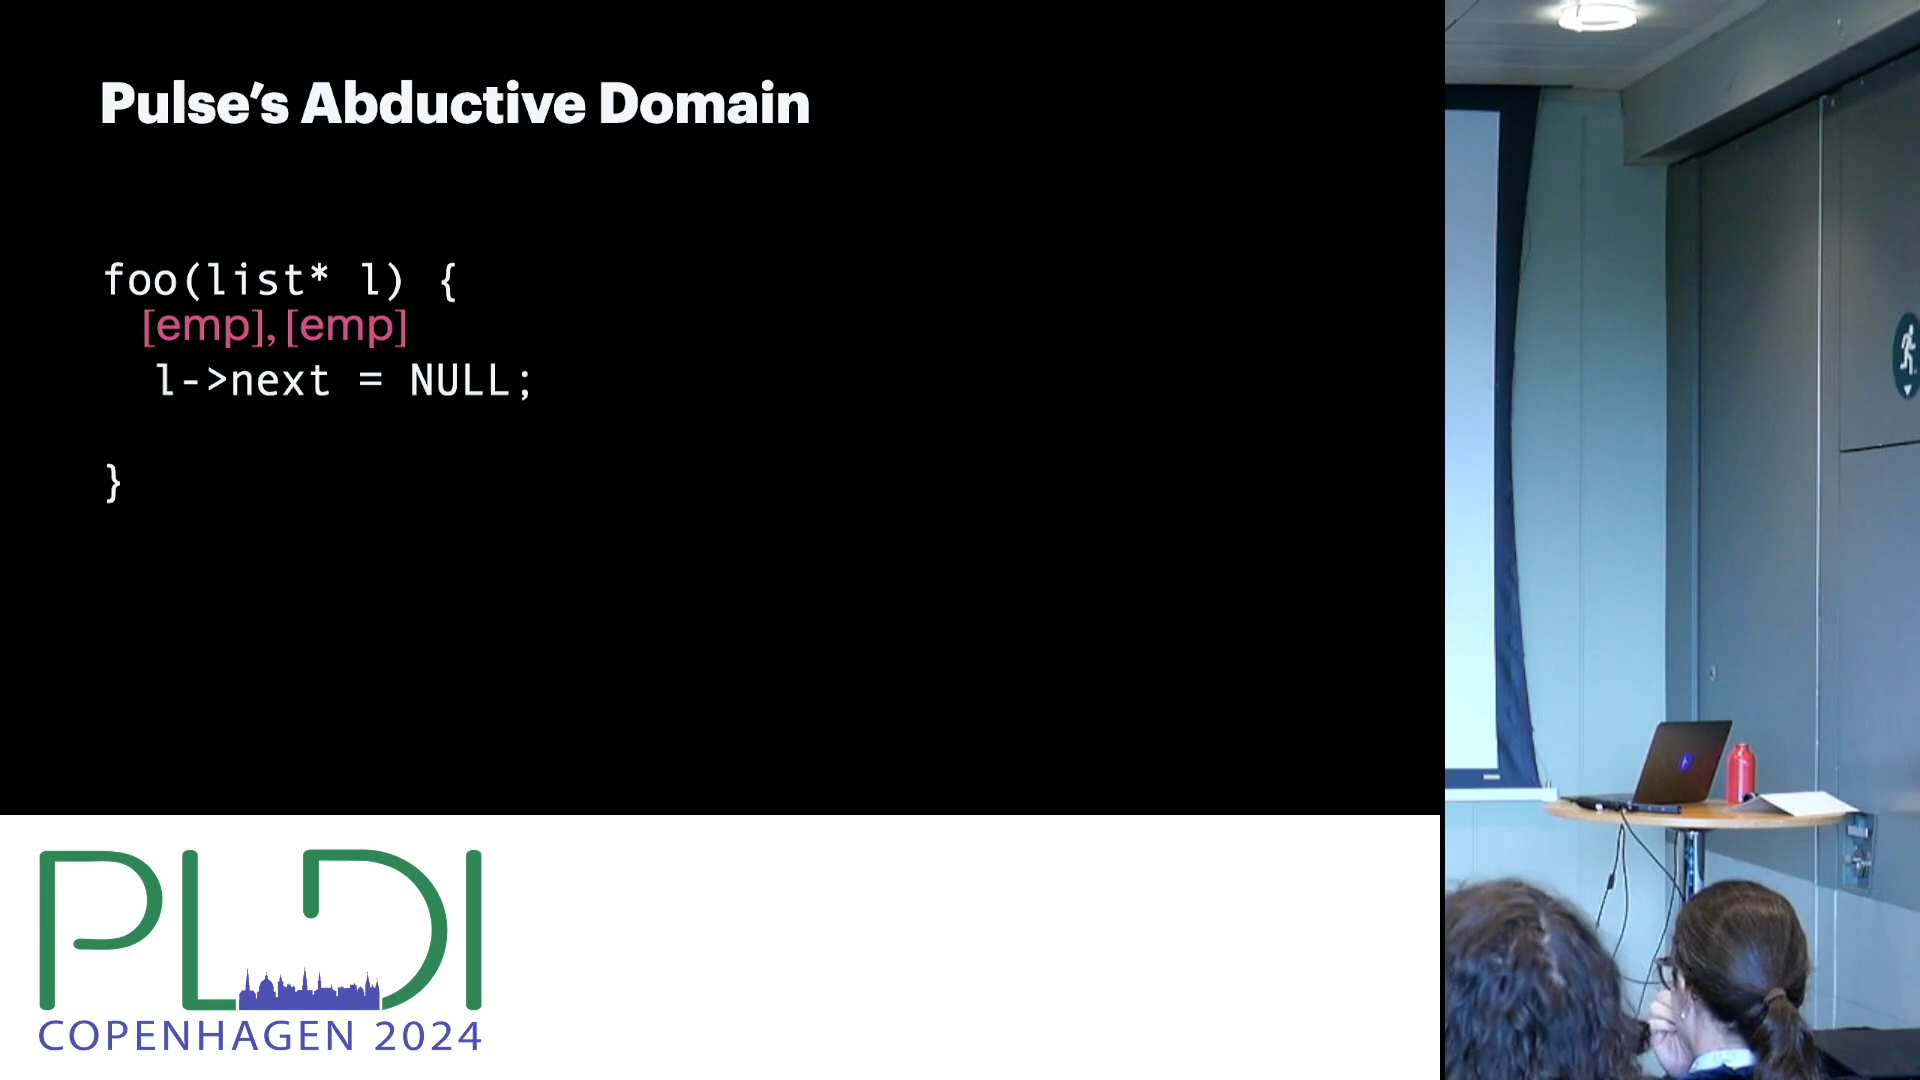 Pulse’s Abductive Domain
foo(list* l) {
[emp], [emp]
l->next = NULL;
}
PLDI
COPENHAGEN 2024